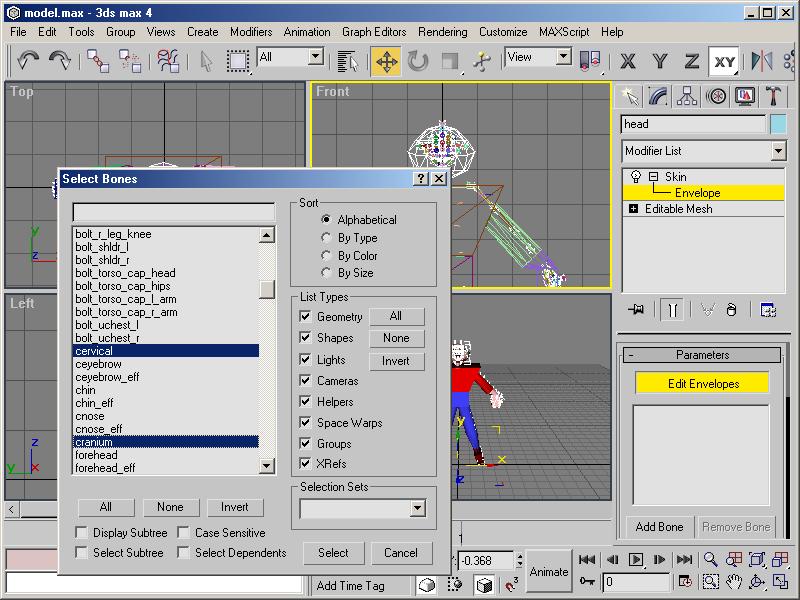 model.max - 3ds max 4
File Edit Tools Group Views Create Modifiers Animation Graph Editors Rendering Customize MAXScript Help
All
View
X Y Z XY
Top
Front
head
Modifier List
Skin
Envelope
Editable Mesh
Select Bones
bolt_r_leg_knee
bolt_shldr_l
bolt_shldr_r
bolt_torso_cap_head
bolt_torso_cap_hips
bolt_torso_cap_l_arm
bolt_torso_cap_r_arm
bolt_uchest_l
bolt_uchest_r
cervical
ceyebrow
ceyebrow_eff
chin
chin_eff
cnose
cnose_eff
cranium
forehead
forehead_eff
All None Invert
Display Subtree Case Sensitive
Select Subtree Select Dependents
Sort
Alphabetical
By Type
By Color
By Size
List Types
Geometry All
Shapes None
Lights Invert
Cameras
Helpers
Space Warps
Groups
XRefs
Selection Sets
Select Cancel
y
z
Left
z
y x
y
x
z
Parameters
Edit Envelopes
Add Bone Remove Bone
-0.368
Animate
0
Add Time Tag